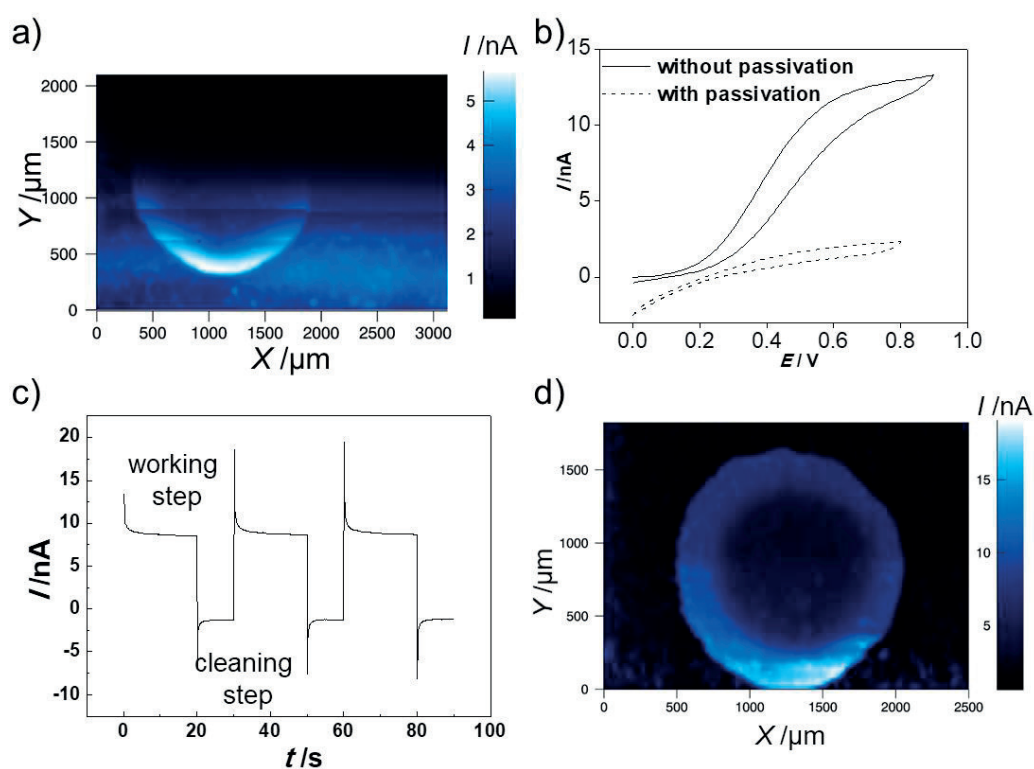 a)
I /nA
2000
1500
1000
500
0
Y /µm
0 500 1000 1500 2000 2500 3000
X /µm
5
4
3
2
1
b)
15
10
5
0
I/nA
without passivation
with passivation
0.0 0.2 0.4 0.6 0.8 1.0
E / V
c)
20
15
10
5
0
-5
-10
I /nA
working
step
cleaning
step
0 20 40 60 80 100
t /s
d)
I /nA
1500
1000
500
0
Y /µm
0 500 1000 1500 2000 2500
X /µm
15
10
5